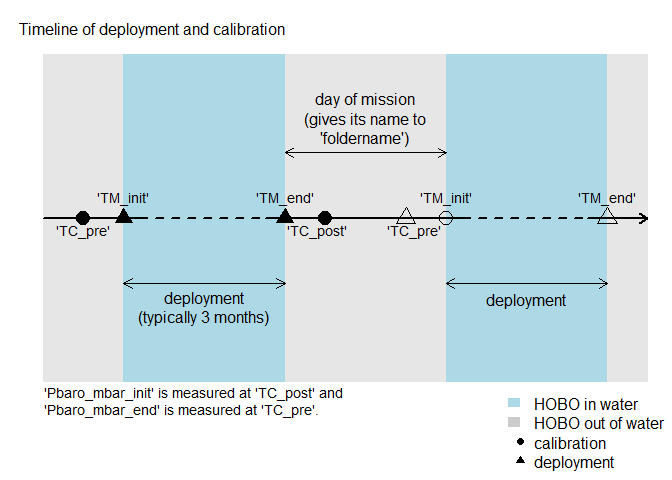 Timeline of deployment and calibration
day of mission
(gives its name to
'foldername')
'TM_init'
'TM_end'
'TM_init'
'TM_end'
'TC_pre'
'TC_post'
'TC_pre'
deployment
(typically 3 months)
deployment
'Pbaro_mbar_init' is measured at 'TC_post' and
'Pbaro_mbar_end' is measured at 'TC_pre'.
HOBO in water
HOBO out of water
calibration
deployment